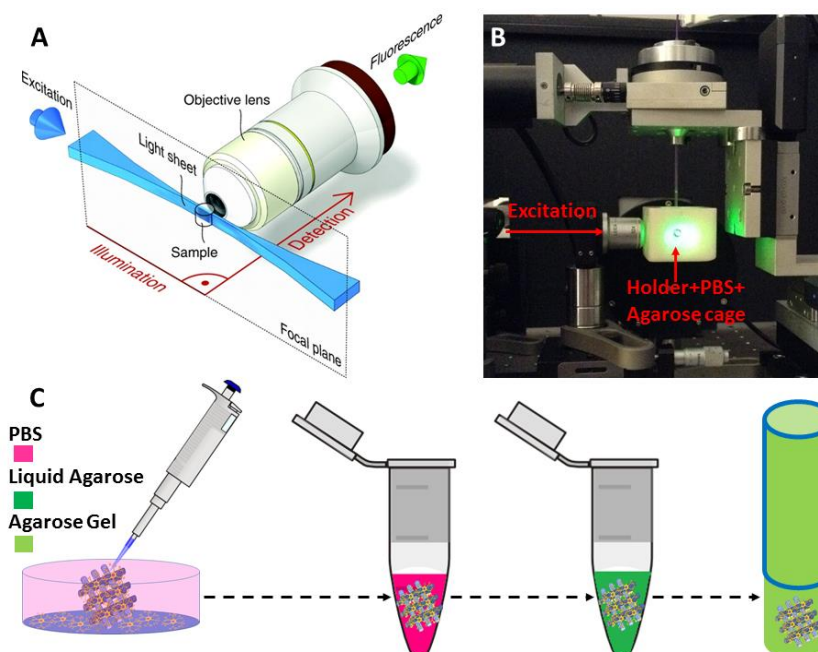 A
Fluorescence
Excitation
Objective lens
Light sheet
Sample
Detection
Illumination
Focal plane
B
Excitation
Holder+PBS+
Agarose cage
C
PBS
Liquid Agarose
Agarose Gel